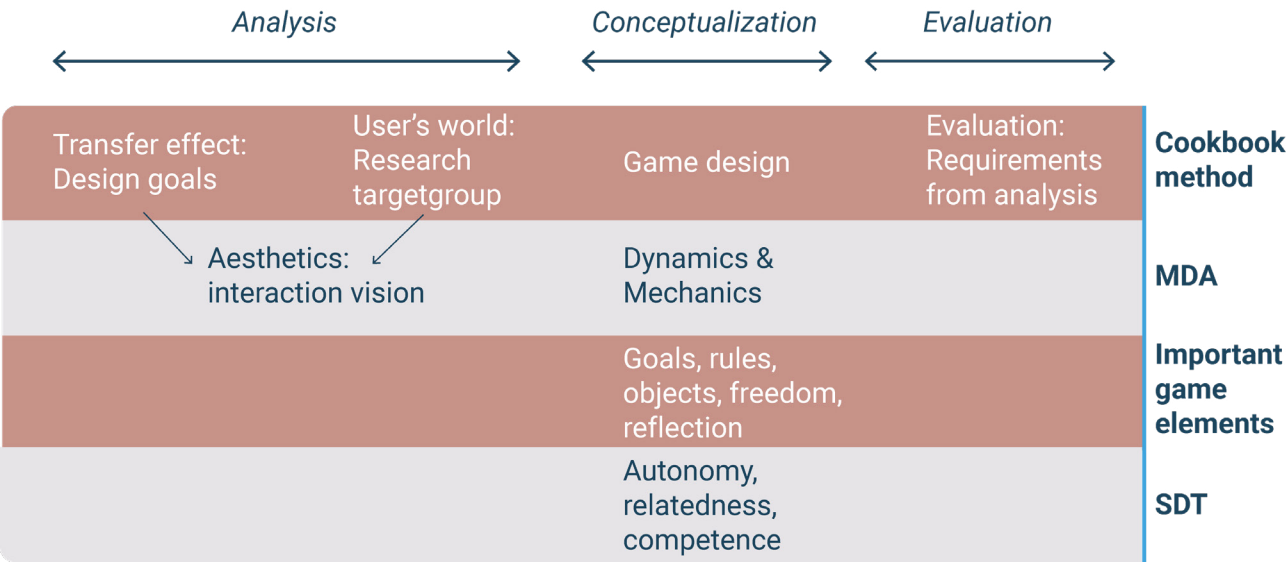 Analysis
Conceptualization
Evaluation
Transfer effect:
Design goals
User's world:
Research
targetgroup
Game design
Evaluation:
Requirements
from analysis
Cookbook
method
Aesthetics:
interaction vision
Dynamics &
Mechanics
MDA
Goals, rules,
objects, freedom,
reflection
Important
game
elements
Autonomy,
relatedness,
competence
SDT